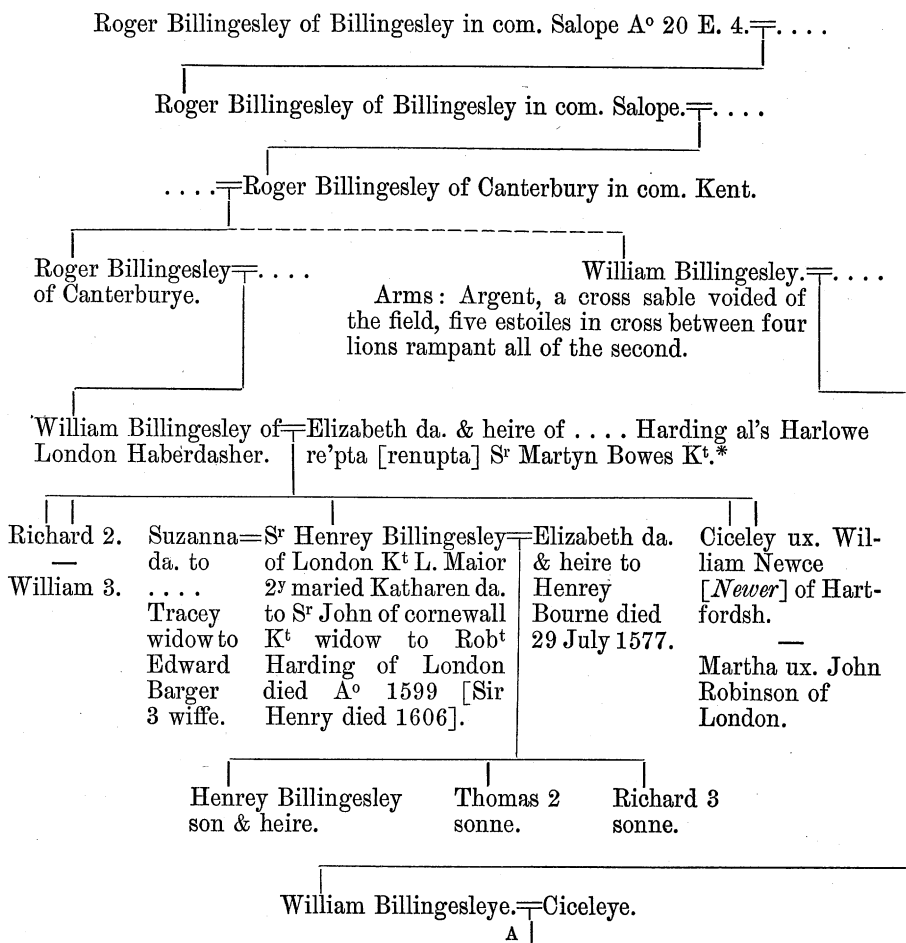 Roger Billingesley of Billingesley in com. Salope Aᵒ 20 E. 4.=. . . .
Roger Billingesley of Billingesley in com. Salope.=. . . .
. . . .=Roger Billingesley of Canterbury in com. Kent.
Roger Billingesley=. . . .
of Canterburye.
William Billingesley.=. . . .
Arms: Argent, a cross sable voided of
the field, five estoiles in cross between four
lions rampant all of the second.
William Billingesley of=Elizabeth da. & heire of . . . . Harding al's Harlowe
London Haberdasher. re'pta [renupta] Sʳ Martyn Bowes Kᵗ.*
Richard 2.
—
William 3.
Suzanna=
da. to
. . . .
Tracey
widow to
Edward
Barger
3 wiffe.
Sʳ Henrey Billingesley=
of London Kᵗ L. Maior
2ʸ maried Katharen da.
to Sʳ John of cornewall
Kᵗ widow to Robᵗ
Harding of London
died Aᵒ 1599 [Sir
Henry died 1606].
Elizabeth da.
& heire to
Henrey
Bourne died
29 July 1577.
Ciceley ux. Wil-
liam Newce
[Newer] of Hart-
fordsh.
—
Martha ux. John
Robinson of
London.
Henrey Billingesley
son & heire.
Thomas 2
sonne.
Richard 3
sonne.
William Billingesleye.=Ciceleye.
A